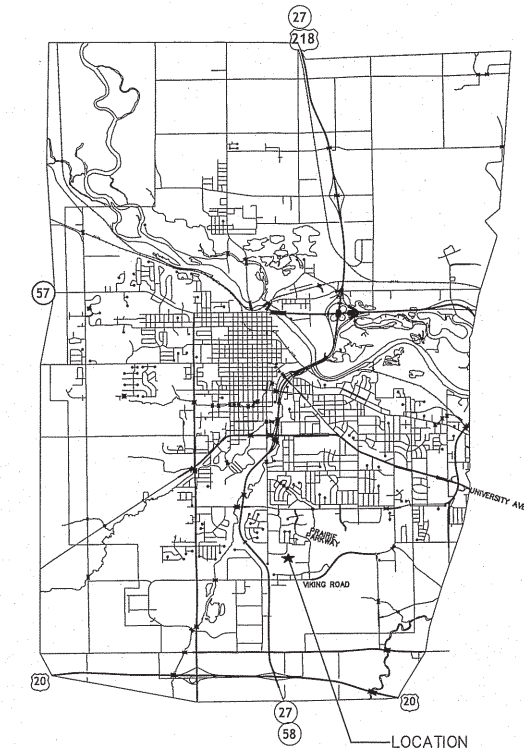 27
218
57
UNIVERSITY AVE
PRAIRIE
PARKWAY
VIKING ROAD
20
20
27
58
LOCATION